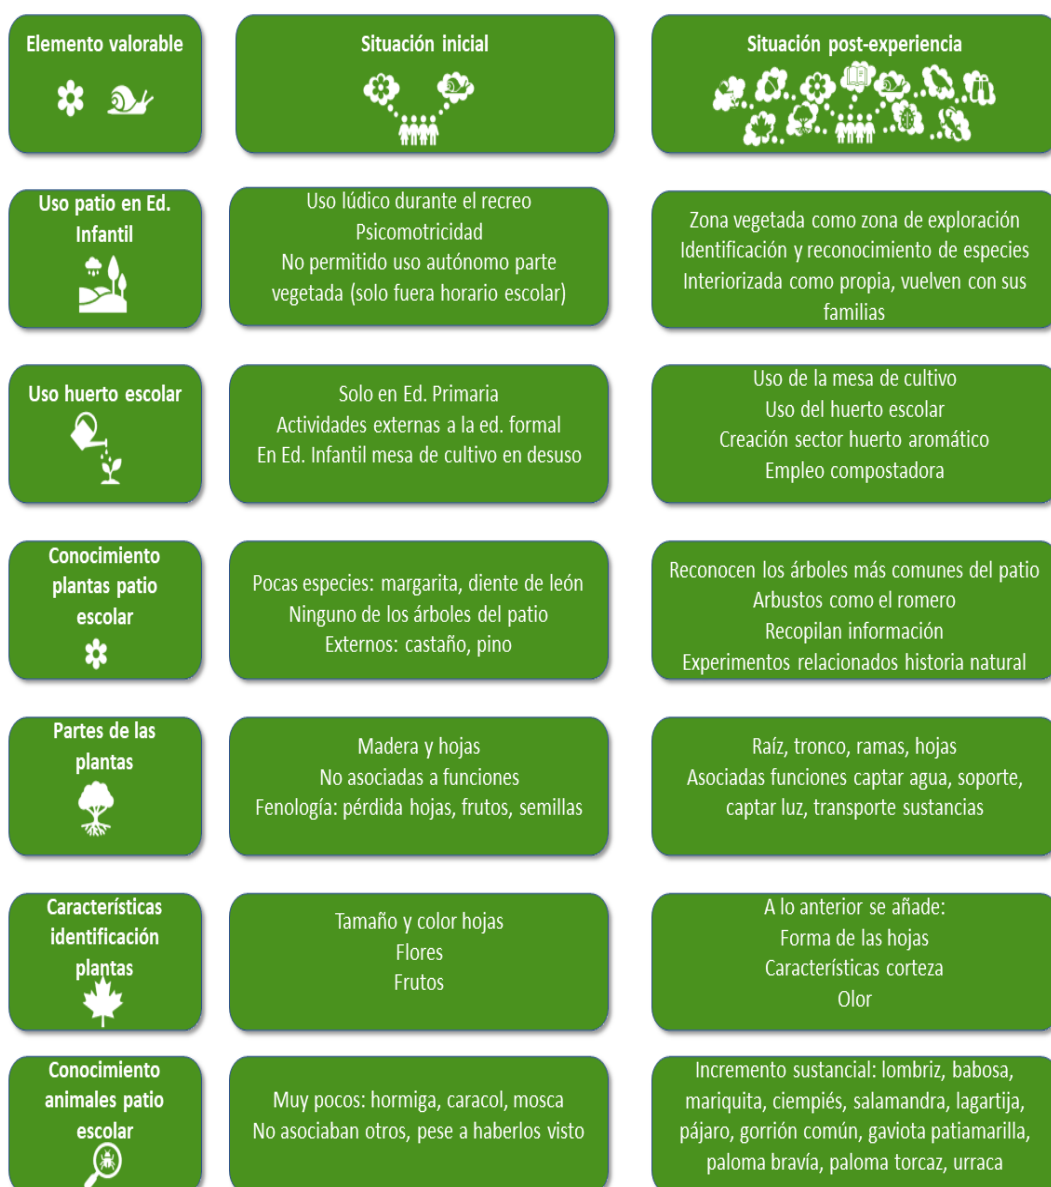 Elemento valorable
Situación inicial
Situación post-experiencia
Uso patio en Ed.
Infantil
Uso lúdico durante el recreo
Psicomotricidad
No permitido uso autónomo parte
vegetada (solo fuera horario escolar)
Zona vegetada como zona de exploración
Identificación y reconocimiento de especies
Interiorizada como propia, vuelven con sus
familias
Uso huerto escolar
Solo en Ed. Primaria
Actividades externas a la ed. formal
En Ed. Infantil mesa de cultivo en desuso
Uso de la mesa de cultivo
Uso del huerto escolar
Creación sector huerto aromático
Empleo compostadora
Conocimiento
plantas patio
escolar
Pocas especies: margarita, diente de león
Ninguno de los árboles del patio
Externos: castaño, pino
Reconocen los árboles más comunes del patio
Arbustos como el romero
Recopilan información
Experimentos relacionados historia natural
Partes de las
plantas
Madera y hojas
No asociadas a funciones
Fenología: pérdida hojas, frutos, semillas
Raíz, tronco, ramas, hojas
Asociadas funciones captar agua, soporte,
captar luz, transporte sustancias
Características
identificación
plantas
Tamaño y color hojas
Flores
Frutos
A lo anterior se añade:
Forma de las hojas
Características corteza
Olor
Conocimiento
animales patio
escolar
Muy pocos: hormiga, caracol, mosca
No asociaban otros, pese a haberlos visto
Incremento sustancial: lombriz, babosa,
mariquita, ciempiés, salamandra, lagartija,
pájaro, gorrión común, gaviota patiamarilla,
paloma bravía, paloma torcaz, urraca